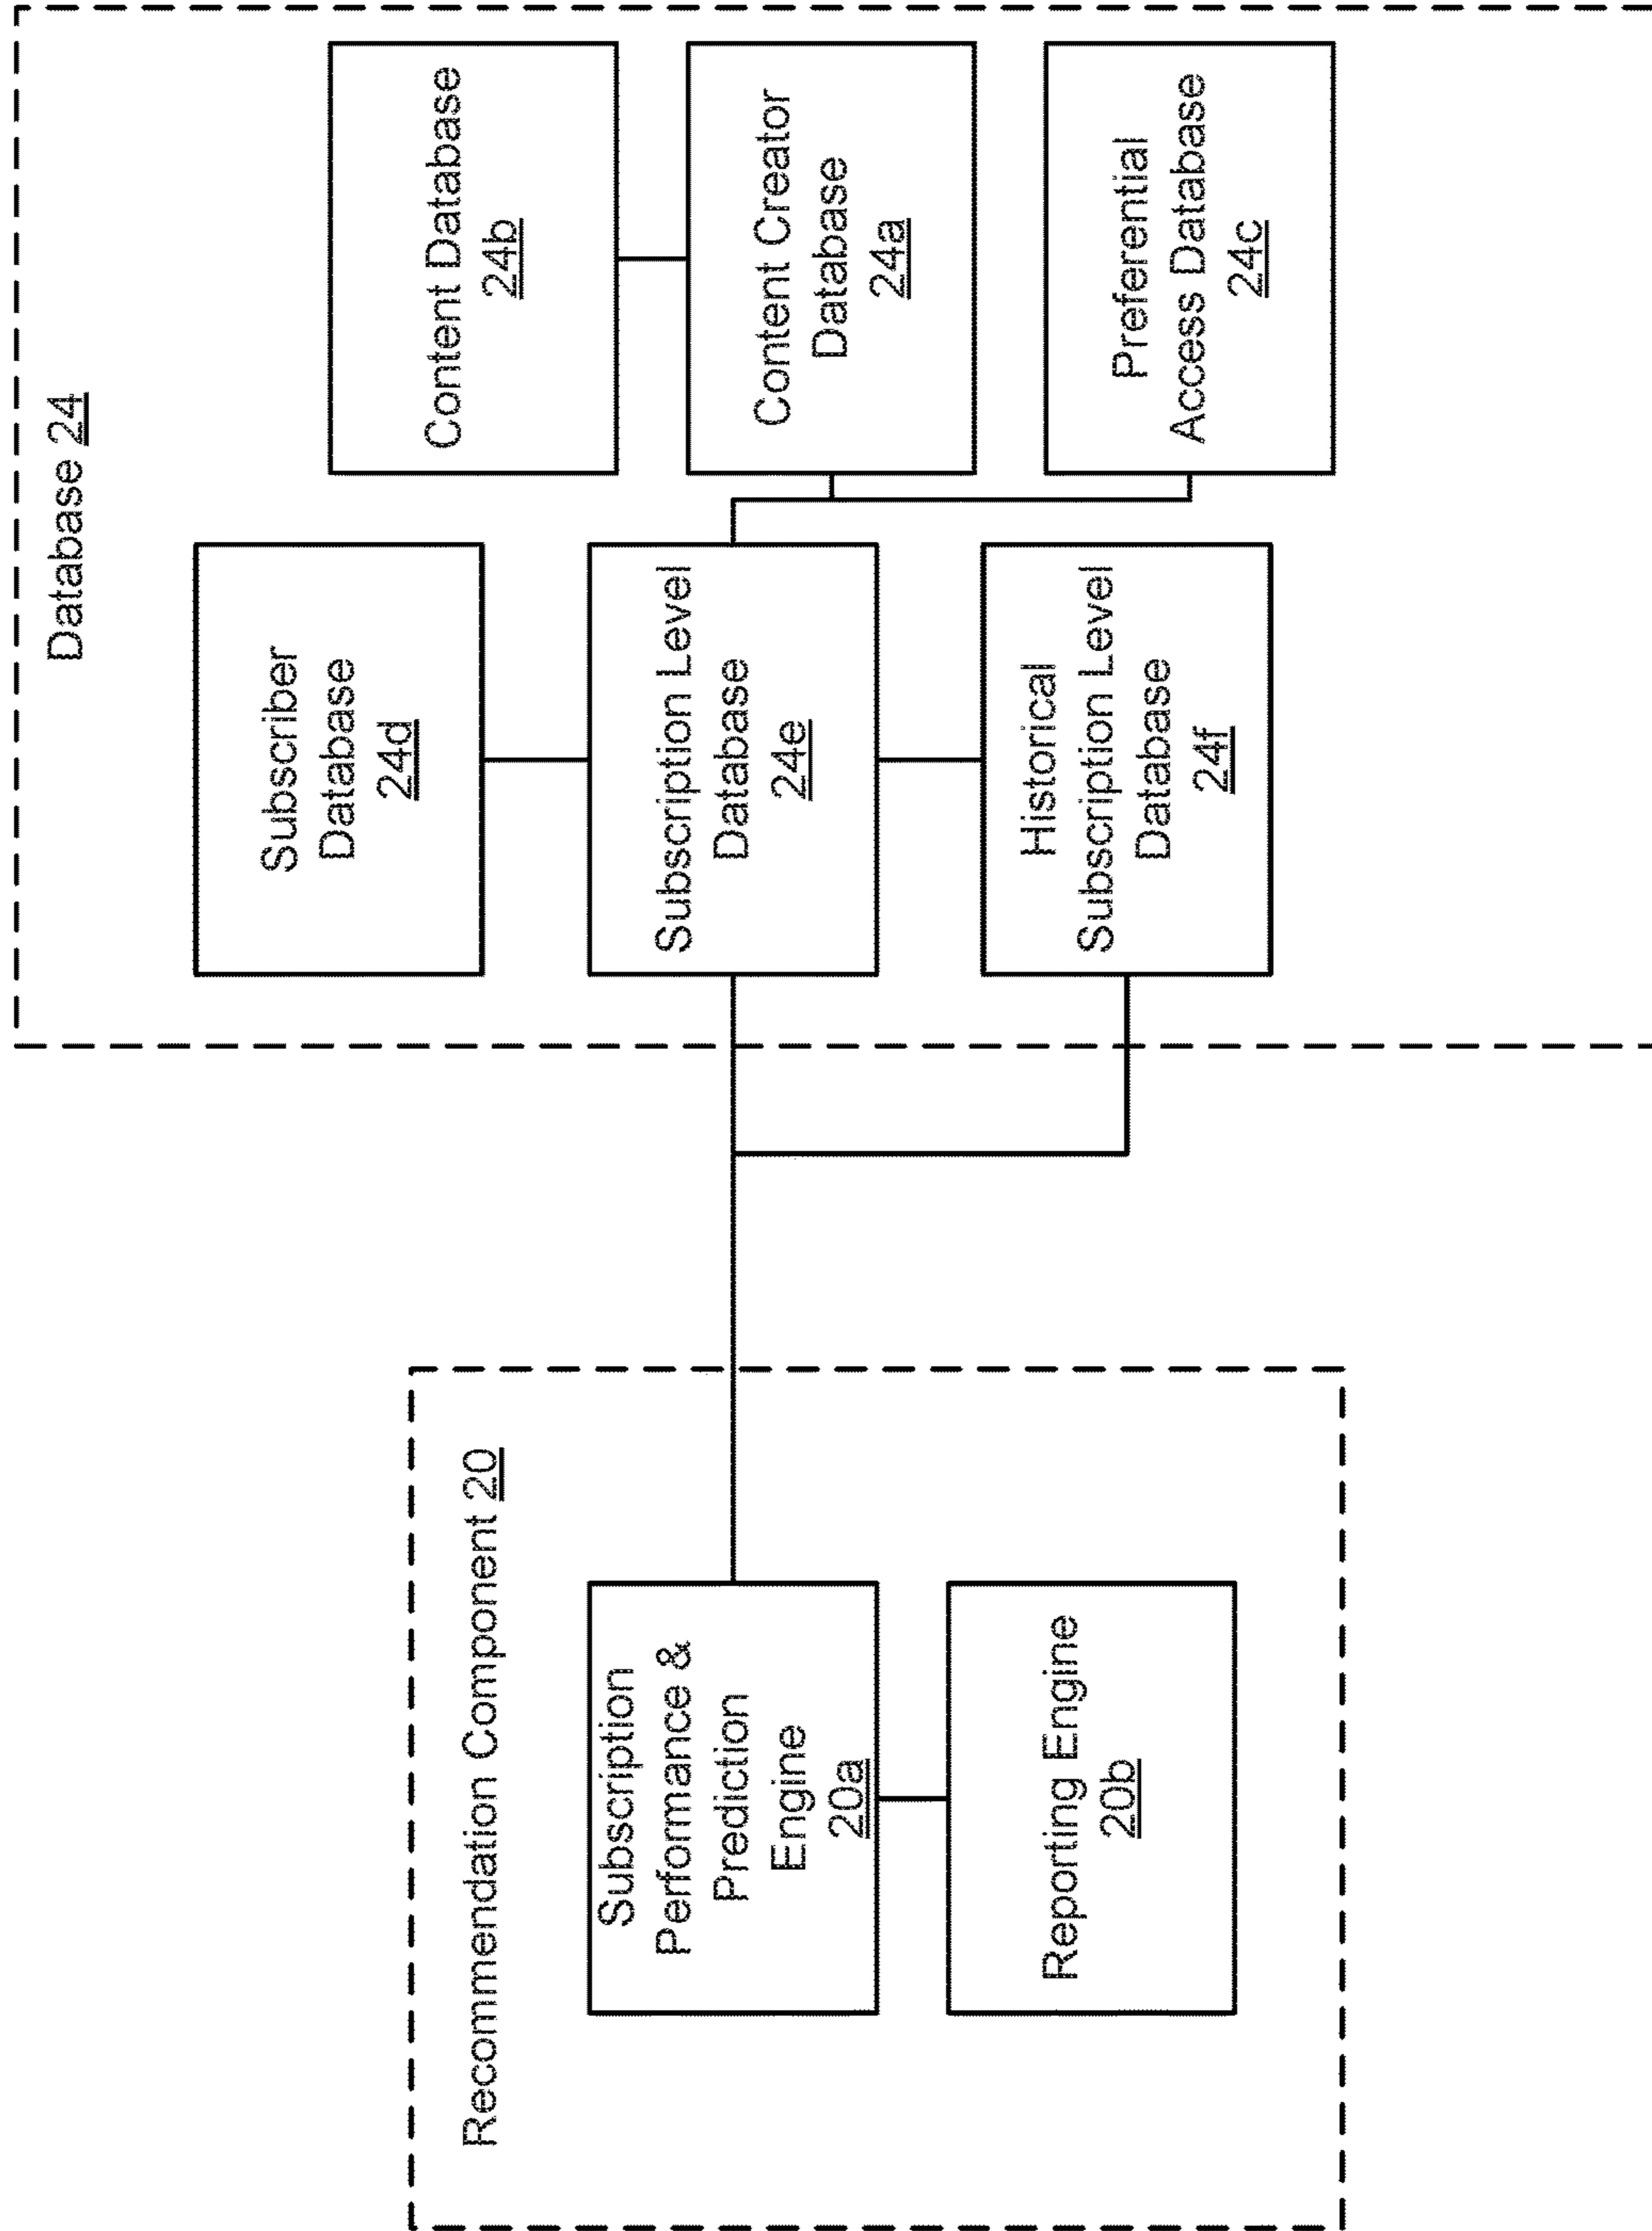 Recommendation Component 20
Subscription
Performance &
Prediction
Engine
20a
Reporting Engine
20b
Database 24
Subscriber
Database
24d
Subscription Level
Database
24e
Historical
Subscription Level
Database
24f
Content Database
24b
Content Creator
Database
24a
Preferential
Access Database
24c